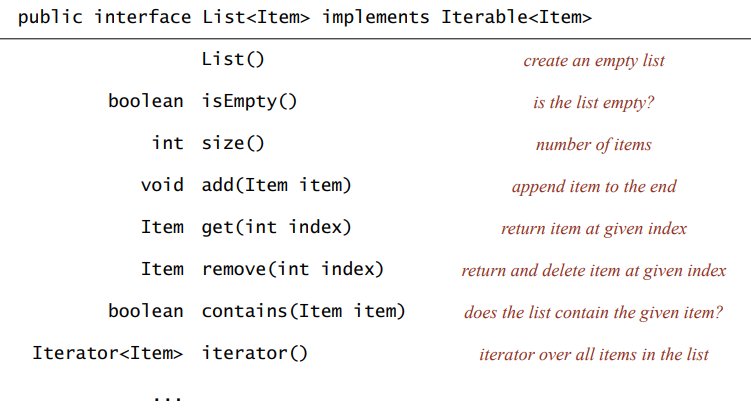 public interface List<Item> implements Iterable<Item>
List() create an empty list
boolean isEmpty() is the list empty?
int size() number of items
void add(Item item) append item to the end
Item get(int index) return item at given index
Item remove(int index) return and delete item at given index
boolean contains(Item item) does the list contain the given item?
Iterator<Item> iterator() iterator over all items in the list
...